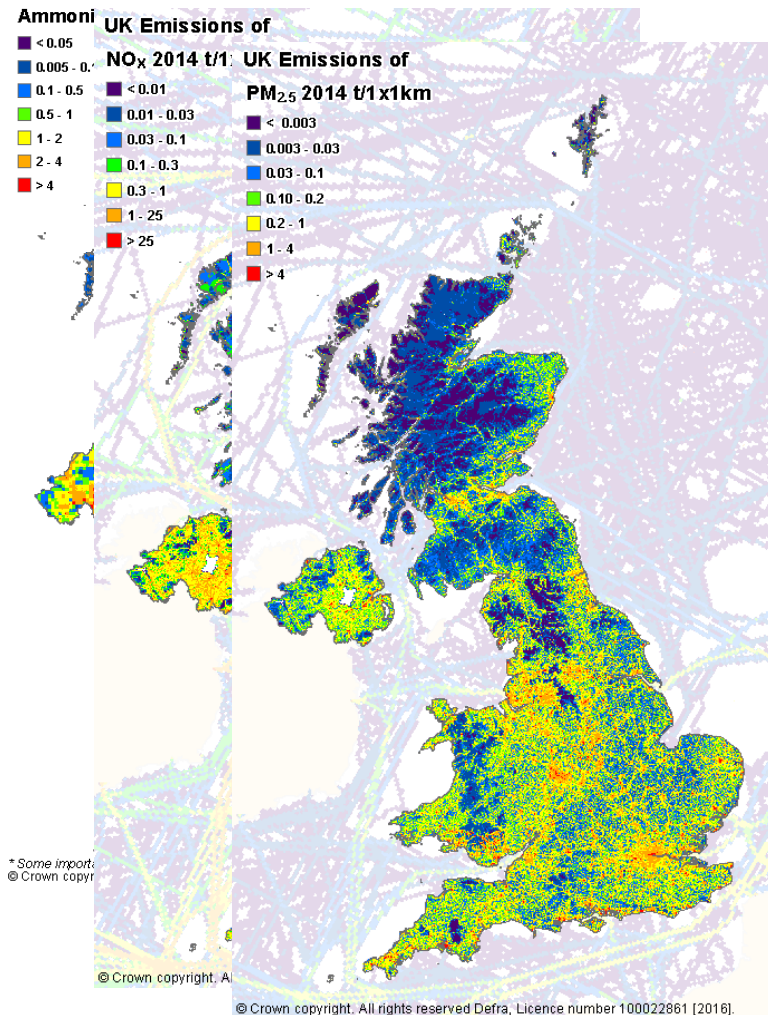 Ammoni
< 0.05
0.005 - 0.
0.1 - 0.5
0.5 - 1
1 - 2
2 - 4
> 4
* Some importa
© Crown copyr
UK Emissions of
NOX 2014 t/1
< 0.01
0.01 - 0.03
0.03 - 0.1
0.1 - 0.3
0.3 - 1
1 - 25
> 25
© Crown copyright. A
UK Emissions of
PM2.5 2014 t/1x1km
< 0.003
0.003 - 0.03
0.03 - 0.1
0.10 - 0.2
0.2 - 1
1 - 4
> 4
© Crown copyright. All rights reserved Defra, Licence number 100022861 [2016].